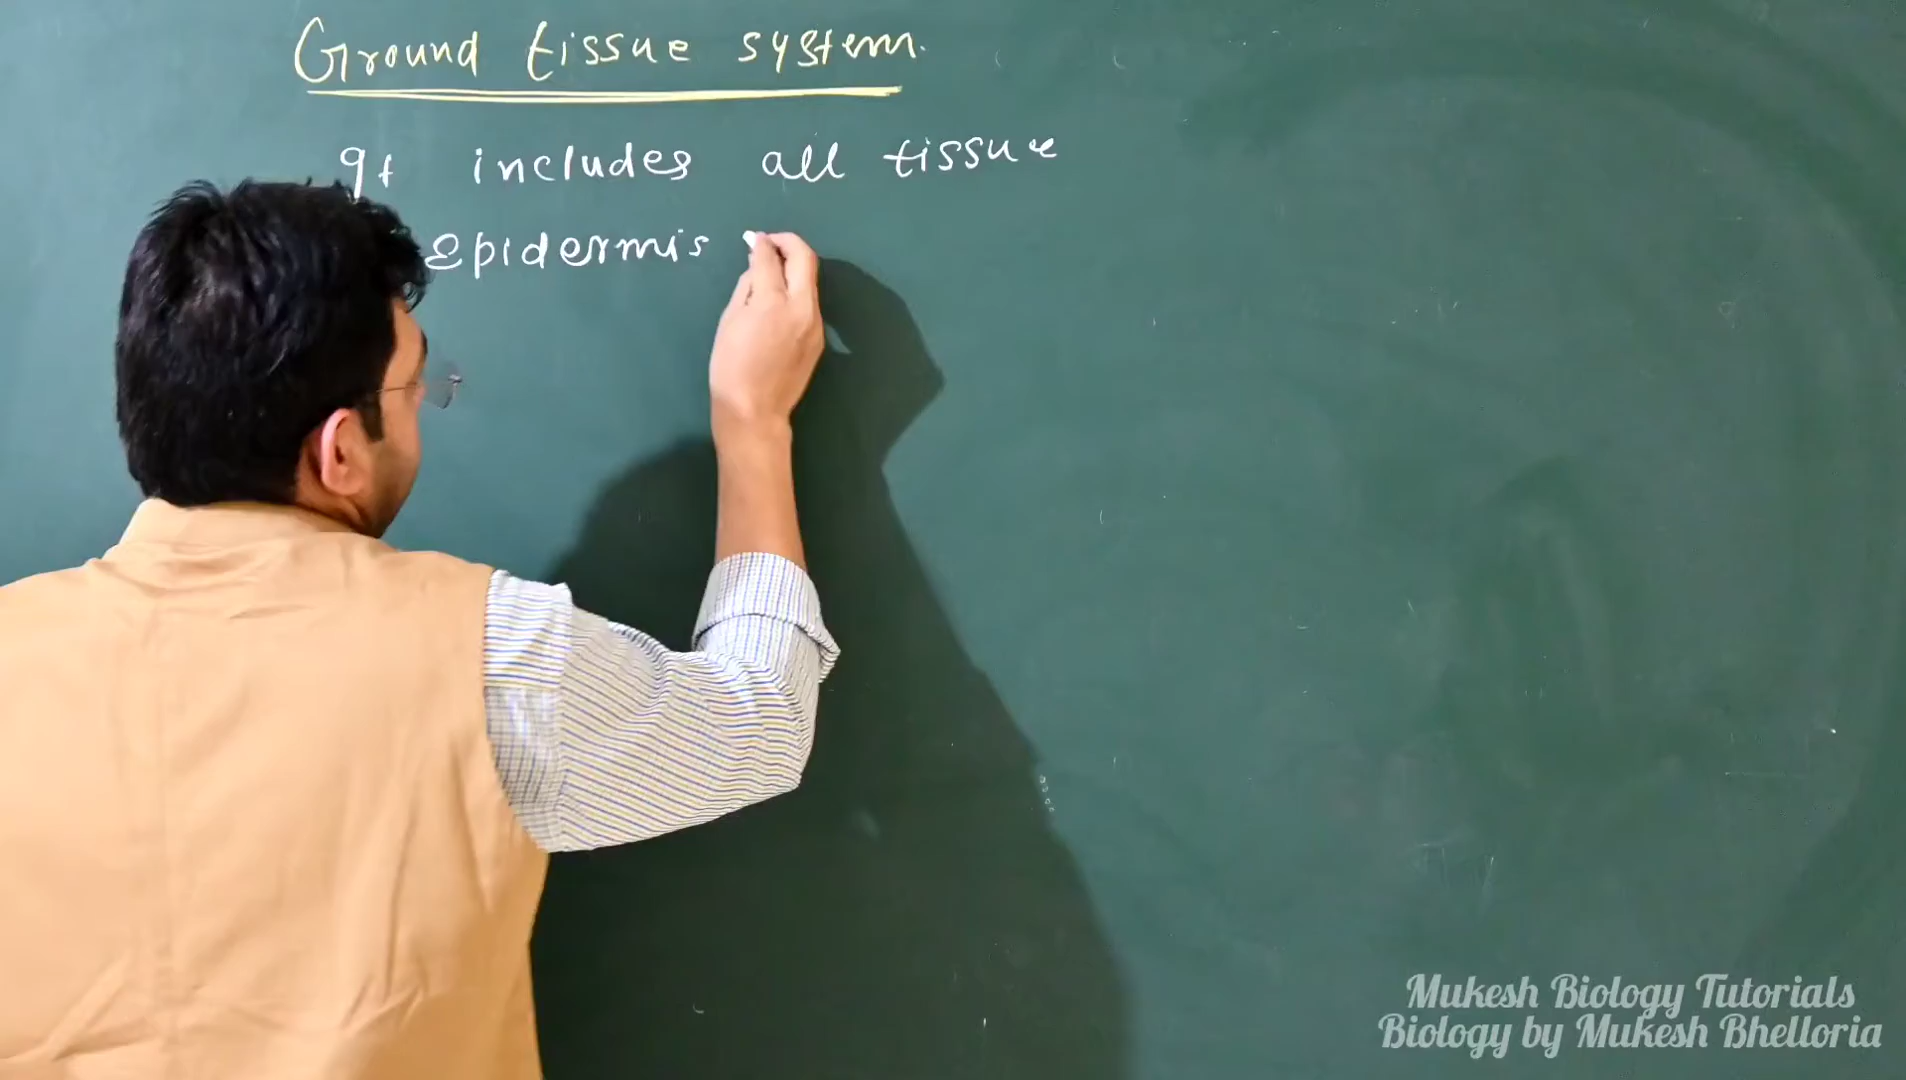 Ground tissue system.
It includes all tissue
Epidermis
Mukesh Biology Tutorials
Biology by Mukesh Bhelloria